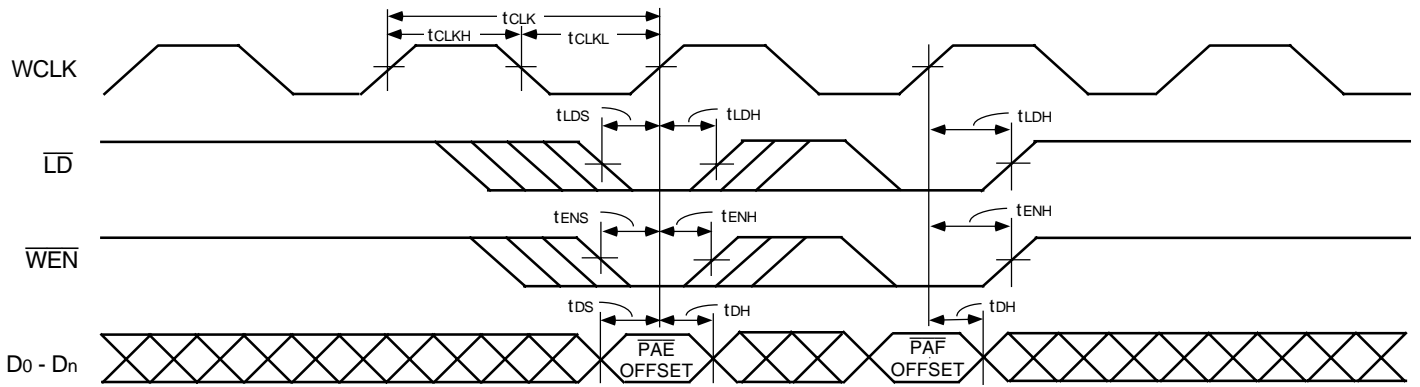 tCLK
tCLKH
tCLKL
WCLK
tLDS
tLDH
tLDH
LD
tENS
tENH
tENH
WEN
tDS
tDH
tDH
D0 - Dn
PAE
OFFSET
PAF
OFFSET